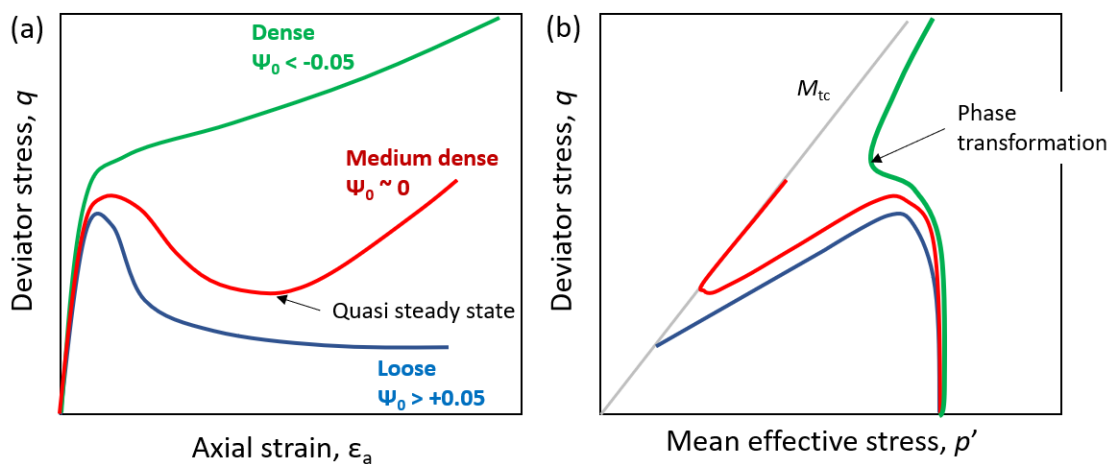 (a)
Deviator stress, q
Dense
Ψ₀ < -0.05
Medium dense
Ψ₀ ~ 0
Quasi steady state
Loose
Ψ₀ > +0.05
Axial strain, εₐ
(b)
Deviator stress, q
M_tc
Phase
transformation
Mean effective stress, p’